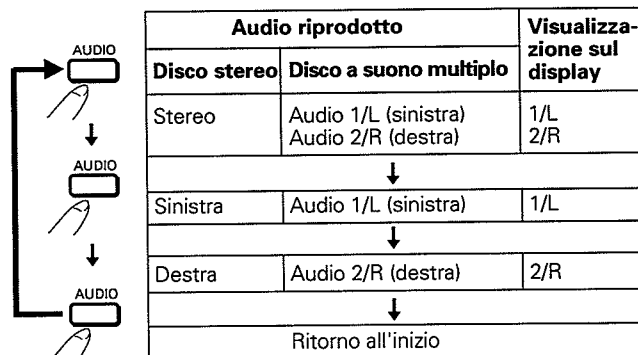 AUDIO
AUDIO
AUDIO
Audio riprodotto
Visualizza-
zione sul
display
Disco stereo
Disco a suono multiplo
Stereo
Audio 1/L (sinistra)
1/L
Audio 2/R (destra)
2/R
Sinistra
Audio 1/L (sinistra)
1/L
Destra
Audio 2/R (destra)
2/R
Ritorno all'inizio